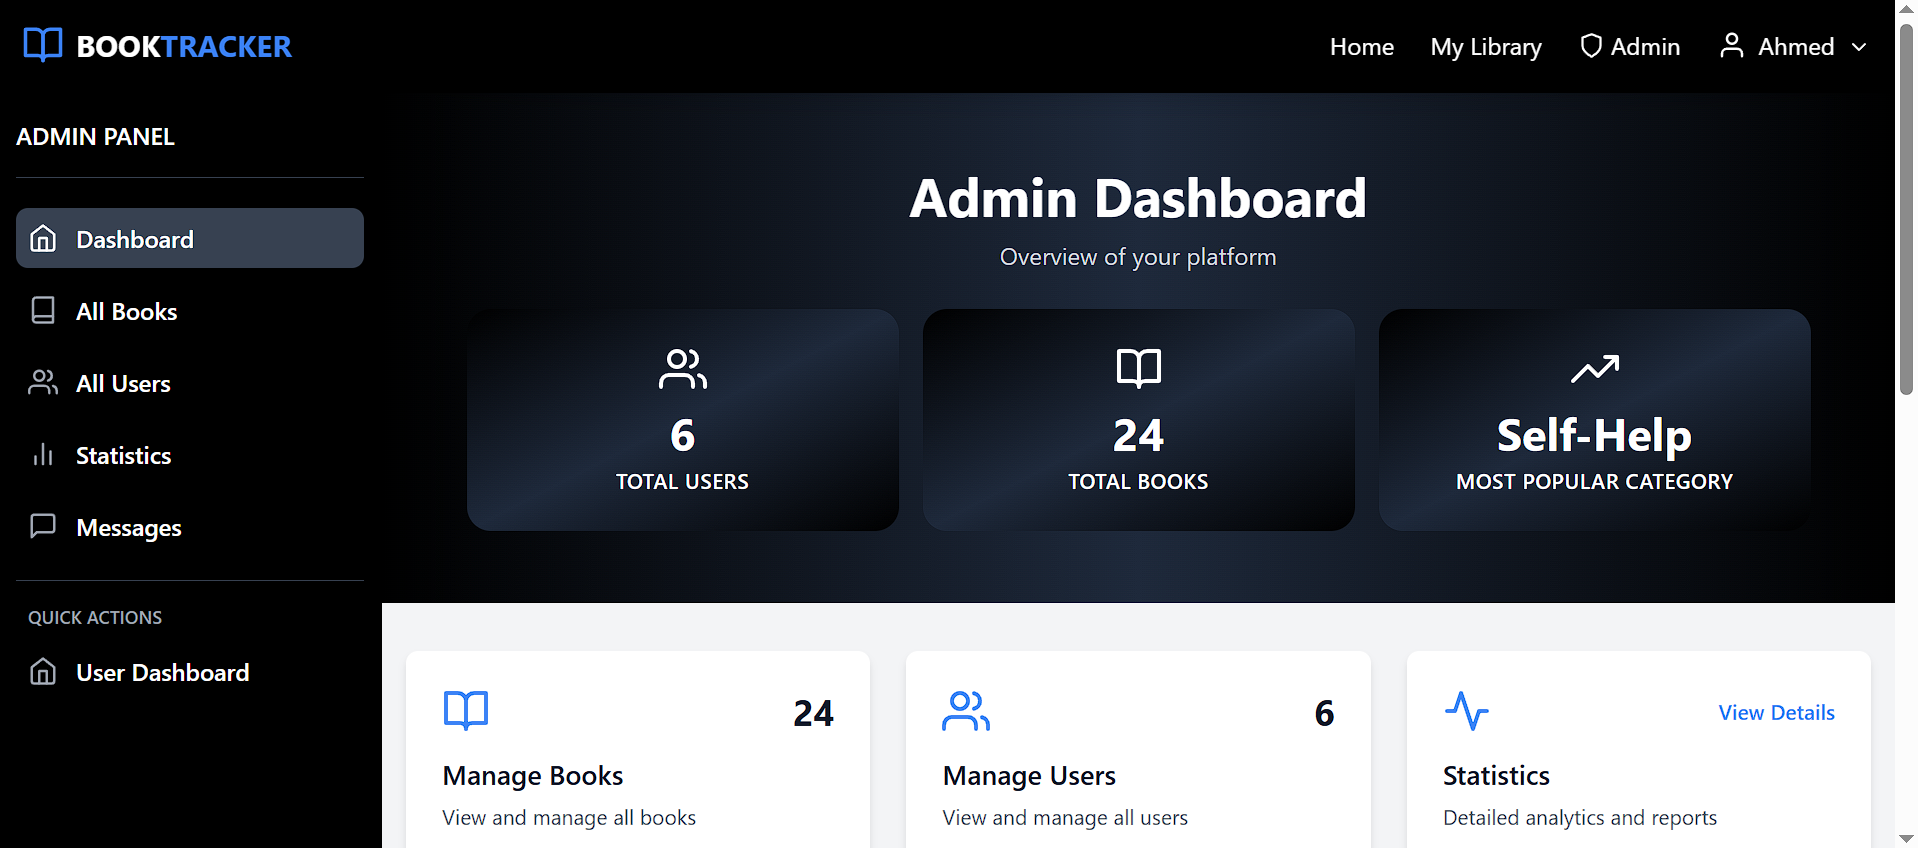 BOOKTRACKER
Home My Library Admin Ahmed
ADMIN PANEL
Dashboard
All Books
All Users
Statistics
Messages
QUICK ACTIONS
User Dashboard
Admin Dashboard
Overview of your platform
6
TOTAL USERS
24
TOTAL BOOKS
Self-Help
MOST POPULAR CATEGORY
24
Manage Books
View and manage all books
6
Manage Users
View and manage all users
View Details
Statistics
Detailed analytics and reports